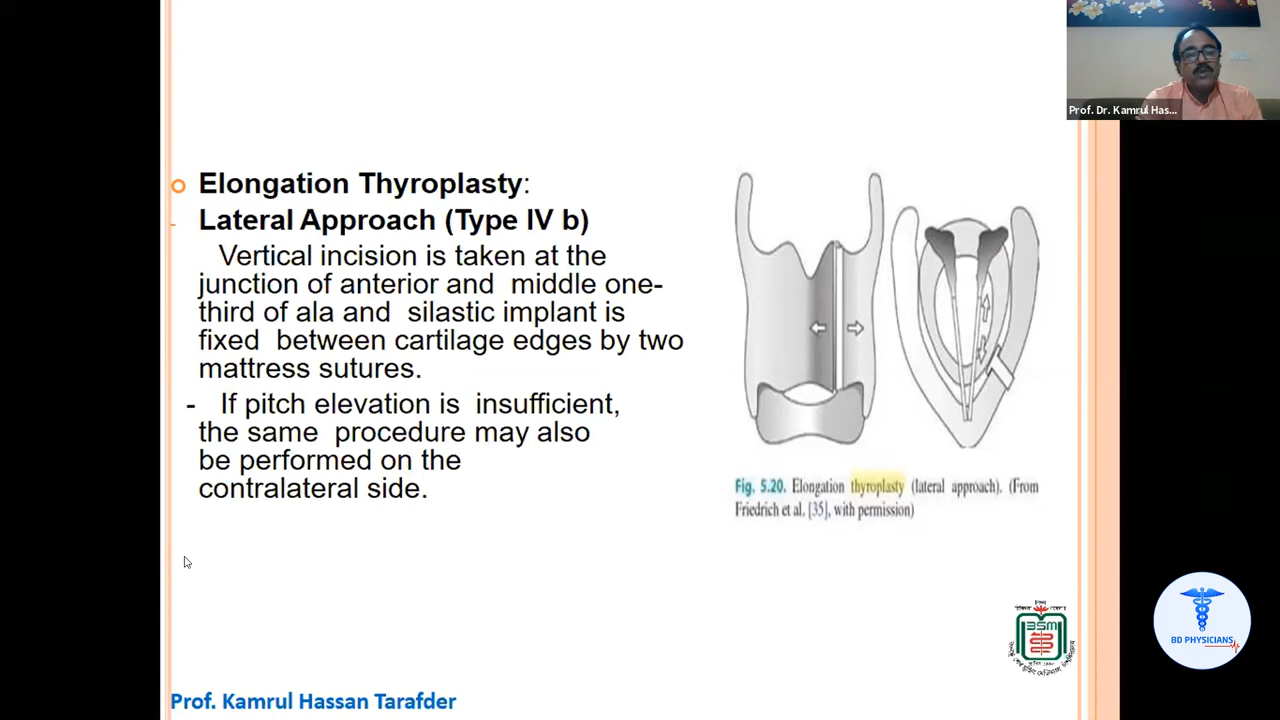 Prof. Dr. Kamrul Has...
Elongation Thyroplasty:
- Lateral Approach (Type IV b)
Vertical incision is taken at the
junction of anterior and middle one-
third of ala and silastic implant is
fixed between cartilage edges by two
mattress sutures.
- If pitch elevation is insufficient,
the same procedure may also
be performed on the
contralateral side.
Fig. 5.20. Elongation thyroplasty (lateral approach). (From
Friedrich et al. [35], with permission)
BSM
BD PHYSICIANS
Prof. Kamrul Hassan Tarafder